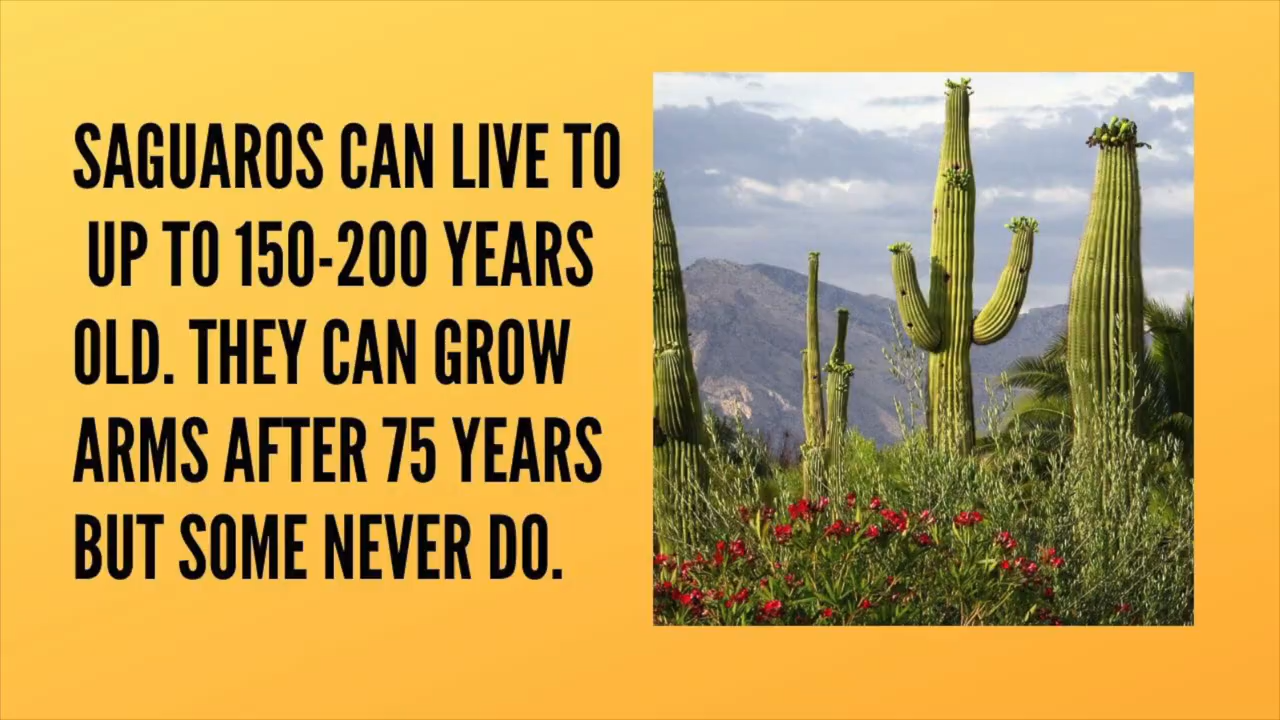 SAGUAROS CAN LIVE TO
UP TO 150-200 YEARS
OLD. THEY CAN GROW
ARMS AFTER 75 YEARS
BUT SOME NEVER DO.